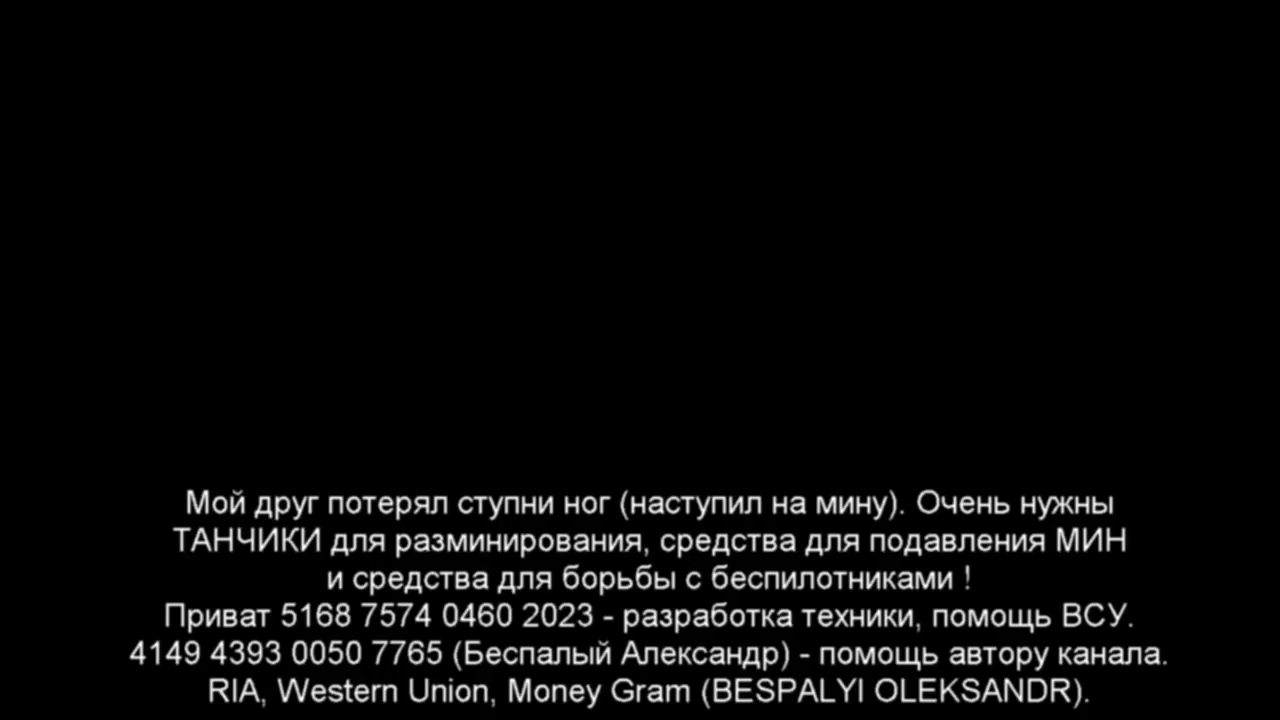 Мой друг потерял ступни ног (наступил на мину). Очень нужны
ТАНЧИКИ для разминирования, средства для подавления МИН
и средства для борьбы с беспилотниками !
Приват 5168 7574 0460 2023 - разработка техники, помощь ВСУ.
4149 4393 0050 7765 (Беспалый Александр) - помощь автору канала.
RIA, Western Union, Money Gram (BESPALYI OLEKSANDR).